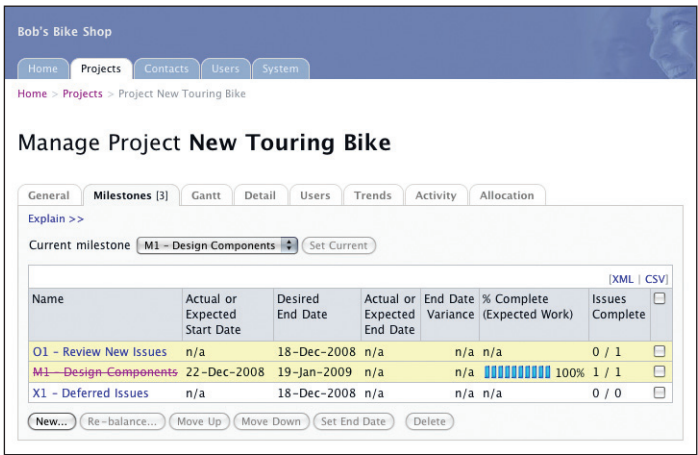 Bob's Bike Shop
Home Projects Contacts Users System
Home > Projects > Project New Touring Bike
Manage Project New Touring Bike
General Milestones [3] Gantt Detail Users Trends Activity Allocation
Explain >>
Current milestone M1 - Design Components Set Current
[XML | CSV]
Name Actual or Expected Start Date Desired End Date Actual or Expected End Date End Date Variance % Complete (Expected Work) Issues Complete
O1 - Review New Issues n/a 18-Dec-2008 n/a n/a n/a 0 / 1
M1 - Design Components 22-Dec-2008 19-Jan-2009 n/a n/a 100% 1 / 1
X1 - Deferred Issues n/a 18-Dec-2008 n/a n/a n/a 0 / 0
New... Re-balance... Move Up Move Down Set End Date Delete